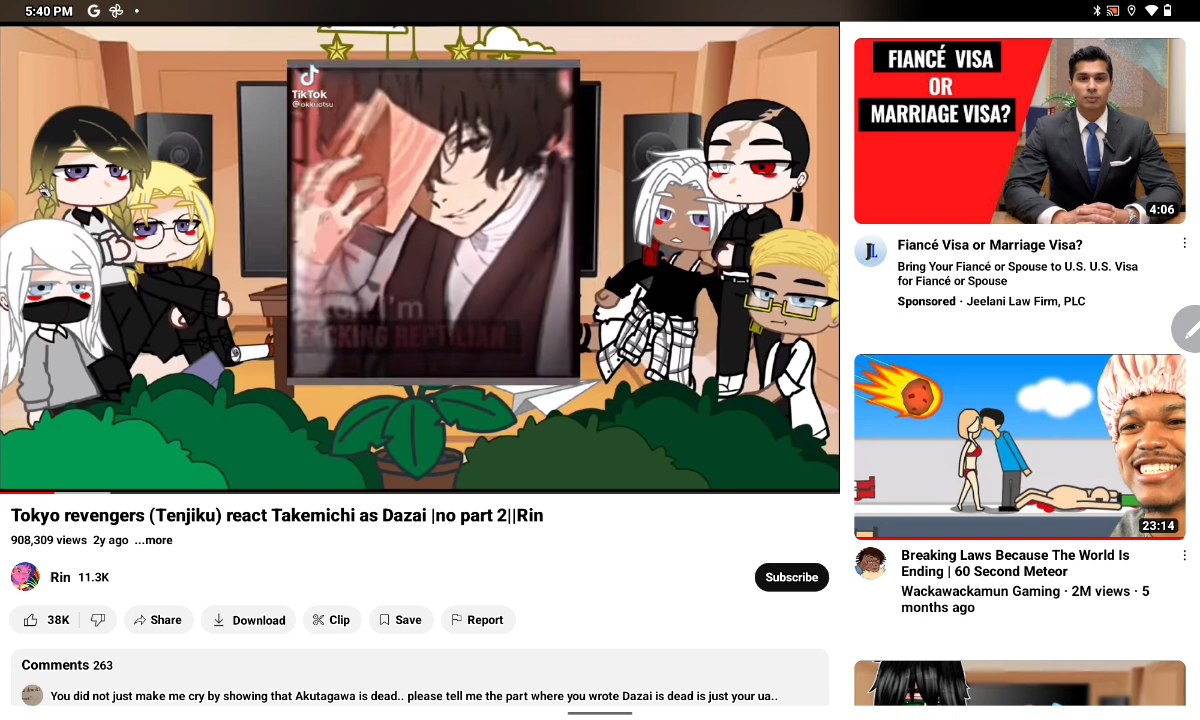 5:40 PM
TikTok
@okkuotsu
I'm
F*CKING REPTILIAN
FIANCÉ VISA
OR
MARRIAGE VISA?
4:06
JL
Fiancé Visa or Marriage Visa?
Bring Your Fiancé or Spouse to U.S. U.S. Visa
for Fiancé or Spouse
Sponsored · Jeelani Law Firm, PLC
23:14
Breaking Laws Because The World Is
Ending | 60 Second Meteor
Wackawackamun Gaming · 2M views · 5
months ago
Tokyo revengers (Tenjiku) react Takemichi as Dazai |no part 2||Rin
908,309 views 2y ago ...more
Rin 11.3K
Subscribe
38K
Share
Download
Clip
Save
Report
Comments 263
You did not just make me cry by showing that Akutagawa is dead.. please tell me the part where you wrote Dazai is dead is just your ua..